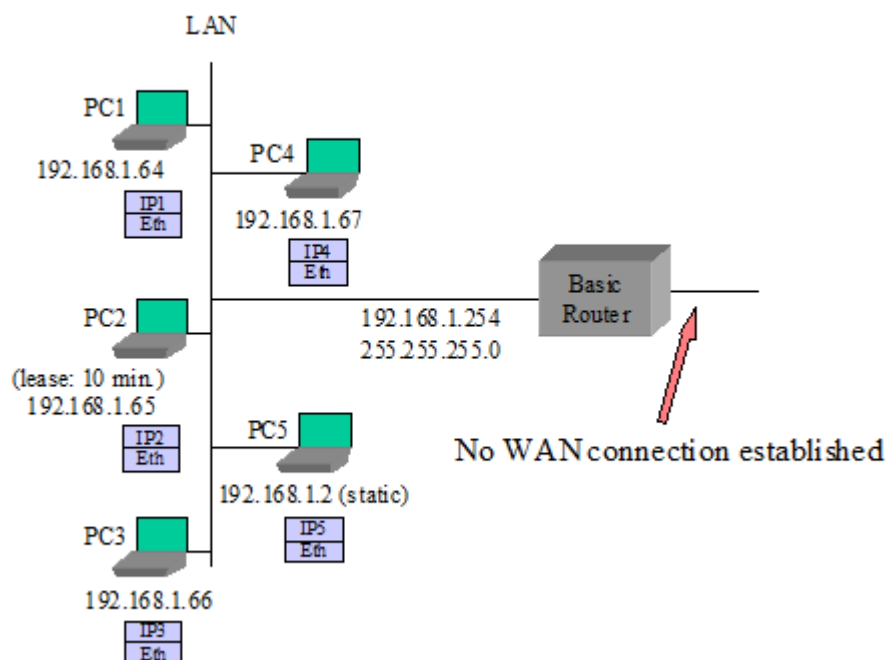 LAN
PC1
192.168.1.64
IP1
Eth
PC4
192.168.1.67
IP4
Eth
Basic
Router
192.168.1.254
255.255.255.0
PC2
(lease: 10 min.)
192.168.1.65
IP2
Eth
No WAN connection established
PC5
192.168.1.2 (static)
IP5
Eth
PC3
192.168.1.66
IP3
Eth